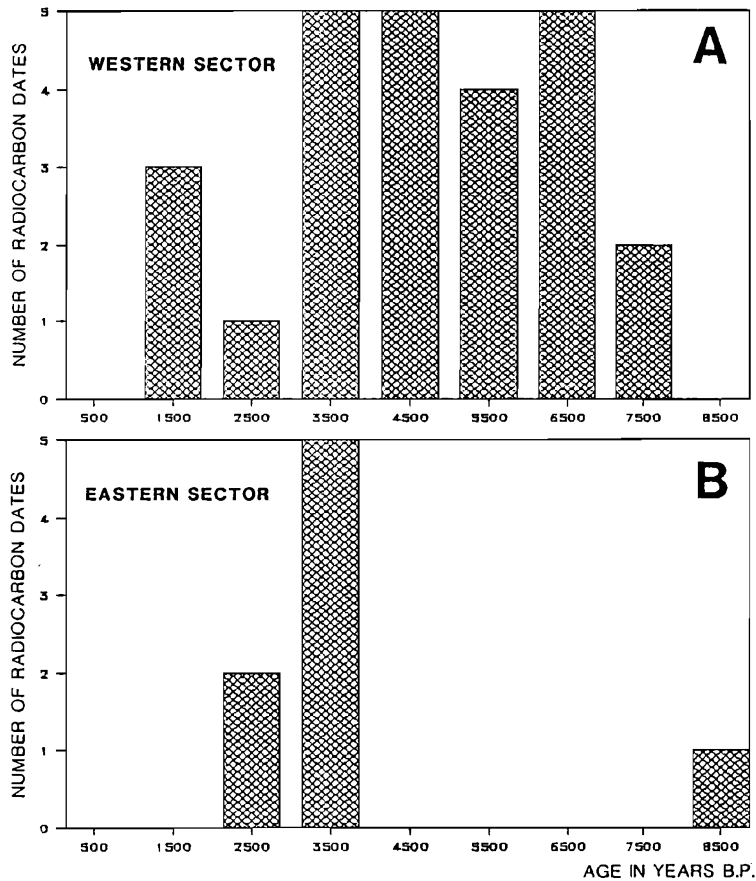 A
WESTERN SECTOR
NUMBER OF RADIOCARBON DATES
5
4
3
2
1
0
500 1500 2500 3500 4500 5500 6500 7500 8500
B
EASTERN SECTOR
NUMBER OF RADIOCARBON DATES
5
4
3
2
1
0
500 1500 2500 3500 4500 5500 6500 7500 8500
AGE IN YEARS B.P.